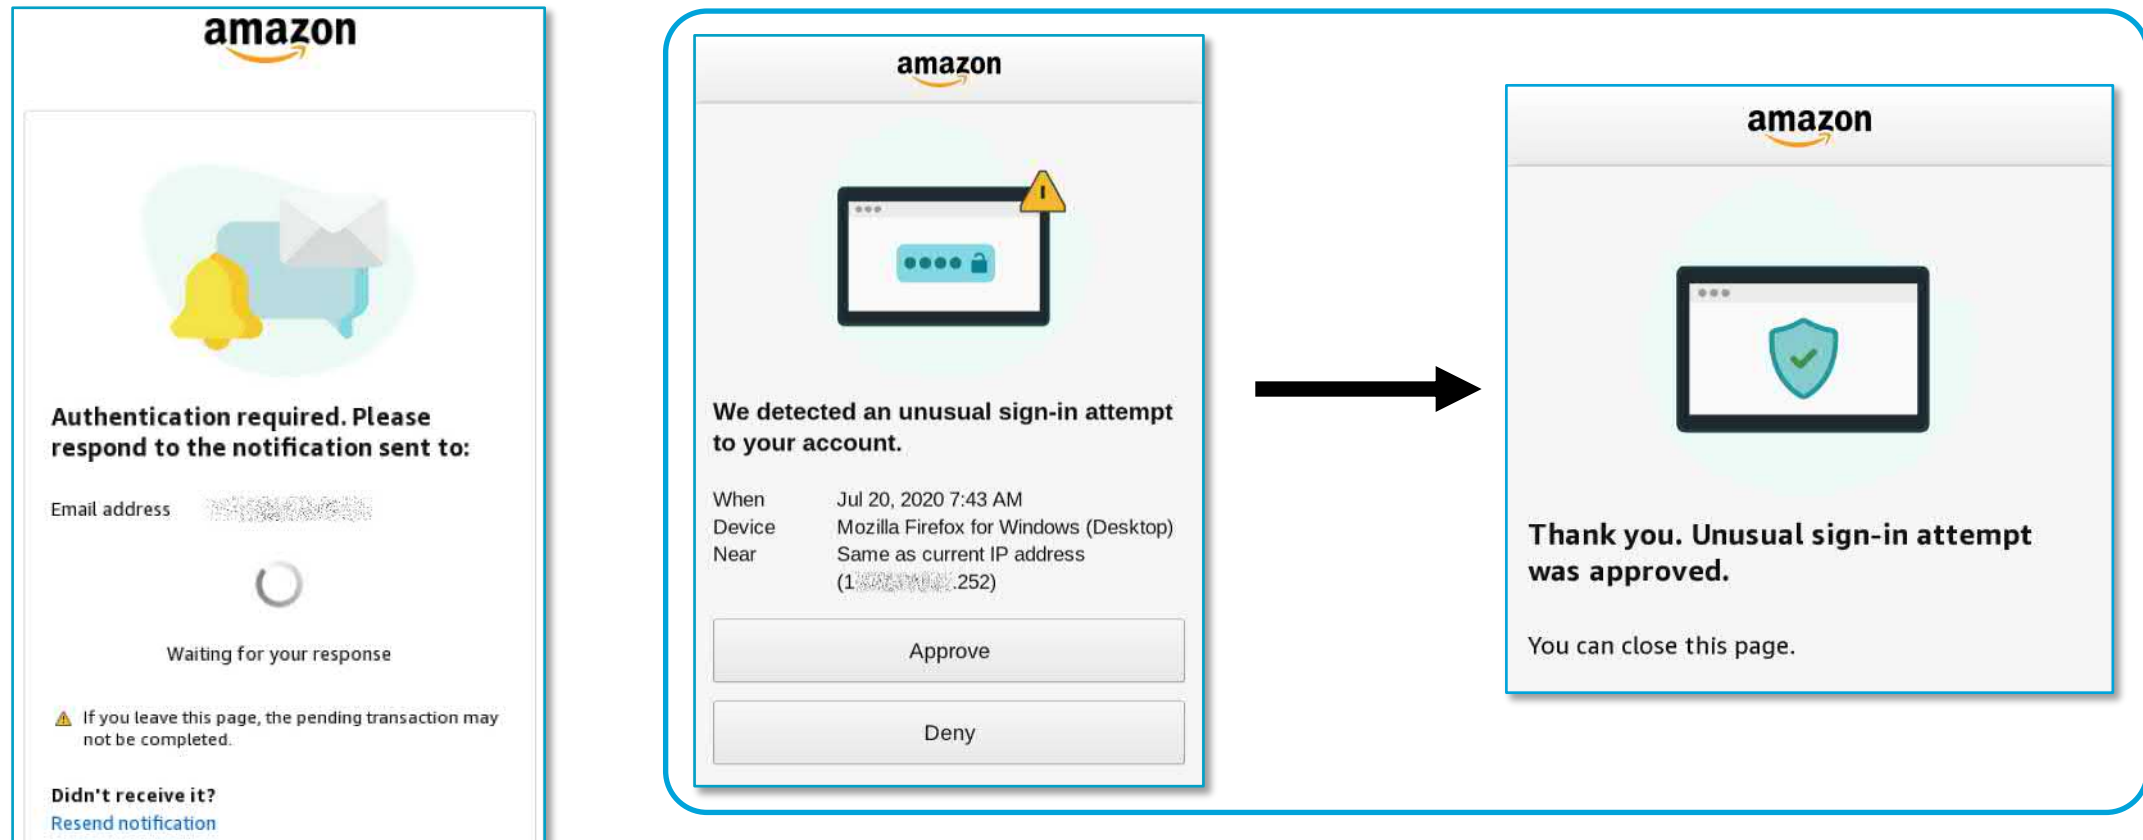 amazon
Authentication required. Please
respond to the notification sent to:
Email address
Waiting for your response
If you leave this page, the pending transaction may
not be completed.
Didn't receive it?
Resend notification
amazon
We detected an unusual sign-in attempt
to your account.
When Jul 20, 2020 7:43 AM
Device Mozilla Firefox for Windows (Desktop)
Near Same as current IP address
(1 .252)
Approve
Deny
amazon
Thank you. Unusual sign-in attempt
was approved.
You can close this page.